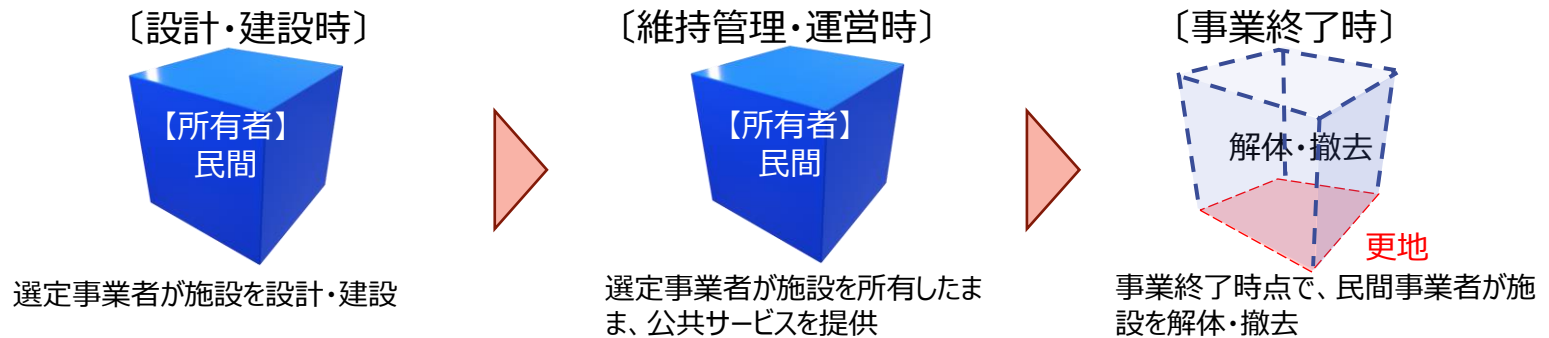 〔設計・建設時〕
【所有者】
民間
選定事業者が施設を設計・建設
〔維持管理・運営時〕
【所有者】
民間
選定事業者が施設を所有したま
ま、公共サービスを提供
〔事業終了時〕
解体・撤去
更地
事業終了時点で、民間事業者が施
設を解体・撤去